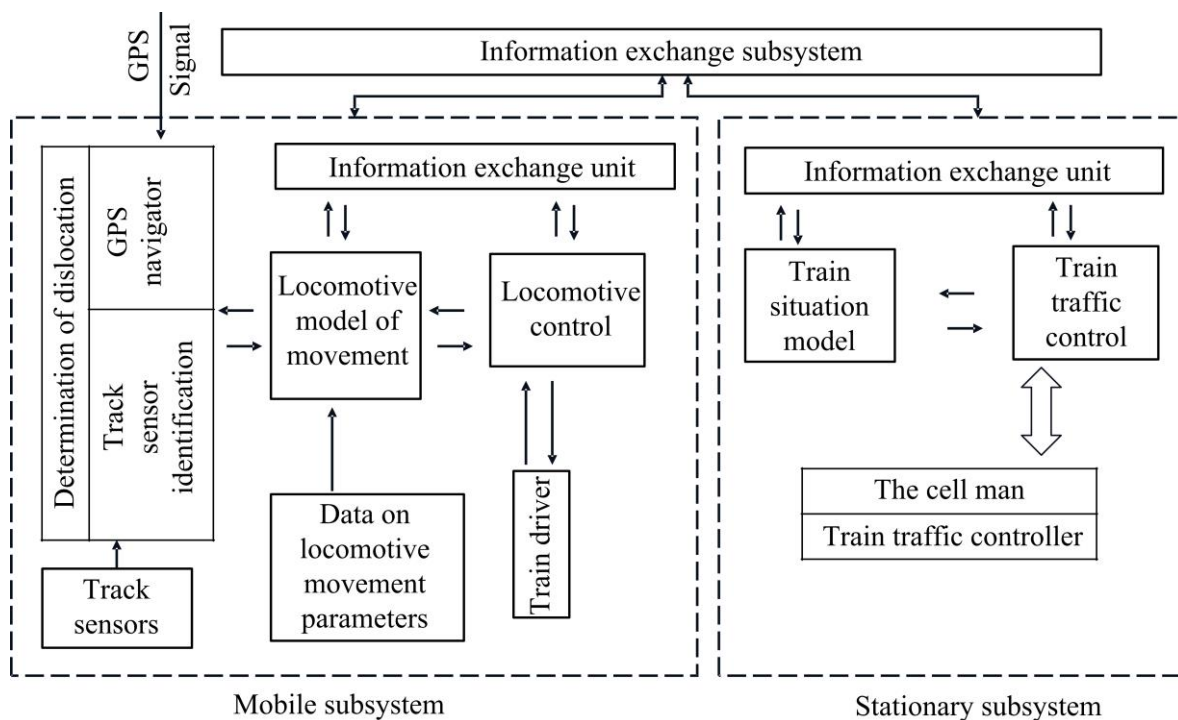 GPS
Signal
Information exchange subsystem
Determination of dislocation
GPS
navigator
Track
sensor
identification
Track
sensors
Information exchange unit
Locomotive
model of
movement
Locomotive
control
Data on
locomotive
movement
parameters
Train driver
Mobile subsystem
Information exchange unit
Train
situation
model
Train
traffic
control
The cell man
Train traffic controller
Stationary subsystem